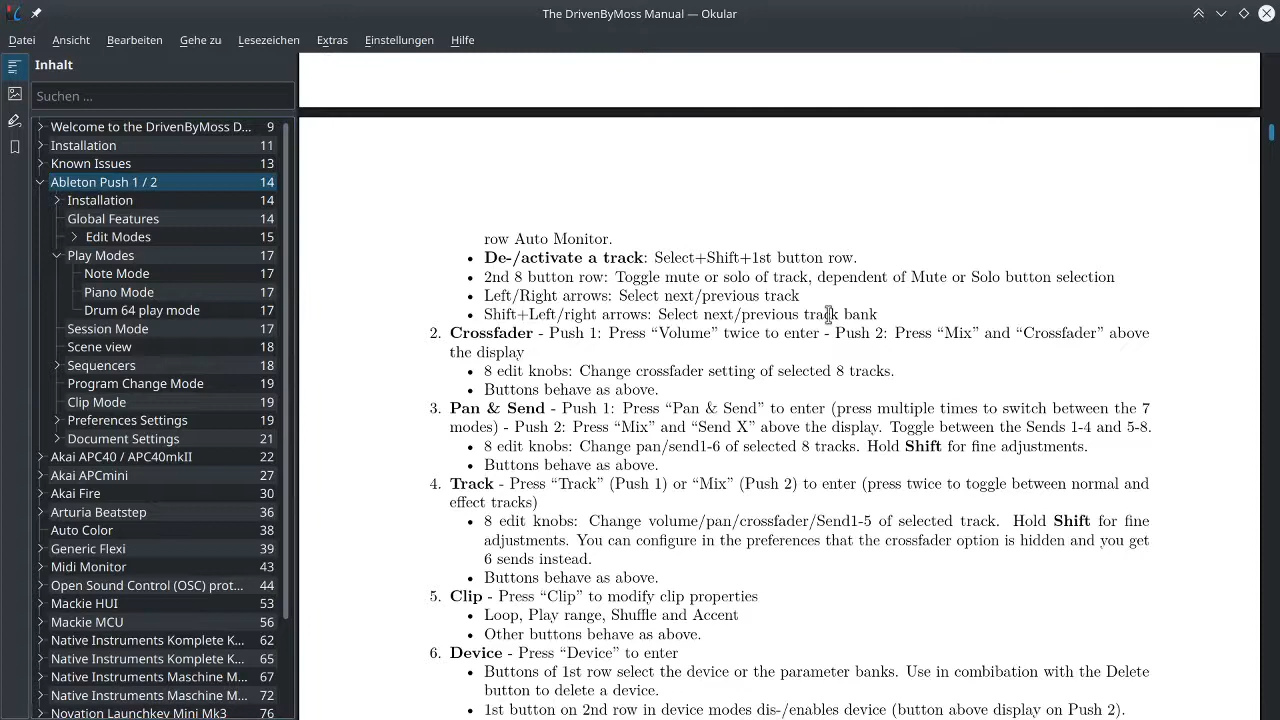 The DrivenByMoss Manual — Okular
Datei Ansicht Bearbeiten Gehe zu Lesezeichen Extras Einstellungen Hilfe
Inhalt
Suchen ...
Welcome to the DrivenByMoss D... 9
Installation 11
Known Issues 13
Ableton Push 1 / 2 14
Installation 14
Global Features 14
Edit Modes 15
Play Modes 17
Note Mode 17
Piano Mode 17
Drum 64 play mode 17
Session Mode 17
Scene view 18
Sequencers 18
Program Change Mode 19
Clip Mode 19
Preferences Settings 19
Document Settings 21
Akai APC40 / APC40mkII 22
Akai APCmini 27
Akai Fire 30
Arturia Beatstep 36
Auto Color 38
Generic Flexi 39
Midi Monitor 43
Open Sound Control (OSC) prot... 44
Mackie HUI 53
Mackie MCU 56
Native Instruments Komplete K... 62
Native Instruments Komplete K... 65
Native Instruments Maschine M... 67
Native Instruments Maschine M... 72
Novation Launchkey Mini Mk3 76
row Auto Monitor.
• De-/activate a track: Select+Shift+1st button row.
• 2nd 8 button row: Toggle mute or solo of track, dependent of Mute or Solo button selection
• Left/Right arrows: Select next/previous track
• Shift+Left/right arrows: Select next/previous track bank
2. Crossfader - Push 1: Press “Volume” twice to enter - Push 2: Press “Mix” and “Crossfader” above
the display
• 8 edit knobs: Change crossfader setting of selected 8 tracks.
• Buttons behave as above.
3. Pan & Send - Push 1: Press “Pan & Send” to enter (press multiple times to switch between the 7
modes) - Push 2: Press “Mix” and “Send X” above the display. Toggle between the Sends 1-4 and 5-8.
• 8 edit knobs: Change pan/send1-6 of selected 8 tracks. Hold Shift for fine adjustments.
• Buttons behave as above.
4. Track - Press “Track” (Push 1) or “Mix” (Push 2) to enter (press twice to toggle between normal and
effect tracks)
• 8 edit knobs: Change volume/pan/crossfader/Send1-5 of selected track. Hold Shift for fine
adjustments. You can configure in the preferences that the crossfader option is hidden and you get
6 sends instead.
• Buttons behave as above.
5. Clip - Press “Clip” to modify clip properties
• Loop, Play range, Shuffle and Accent
• Other buttons behave as above.
6. Device - Press “Device” to enter
• Buttons of 1st row select the device or the parameter banks. Use in combibation with the Delete
button to delete a device.
• 1st button on 2nd row in device modes dis-/enables device (button above display on Push 2).